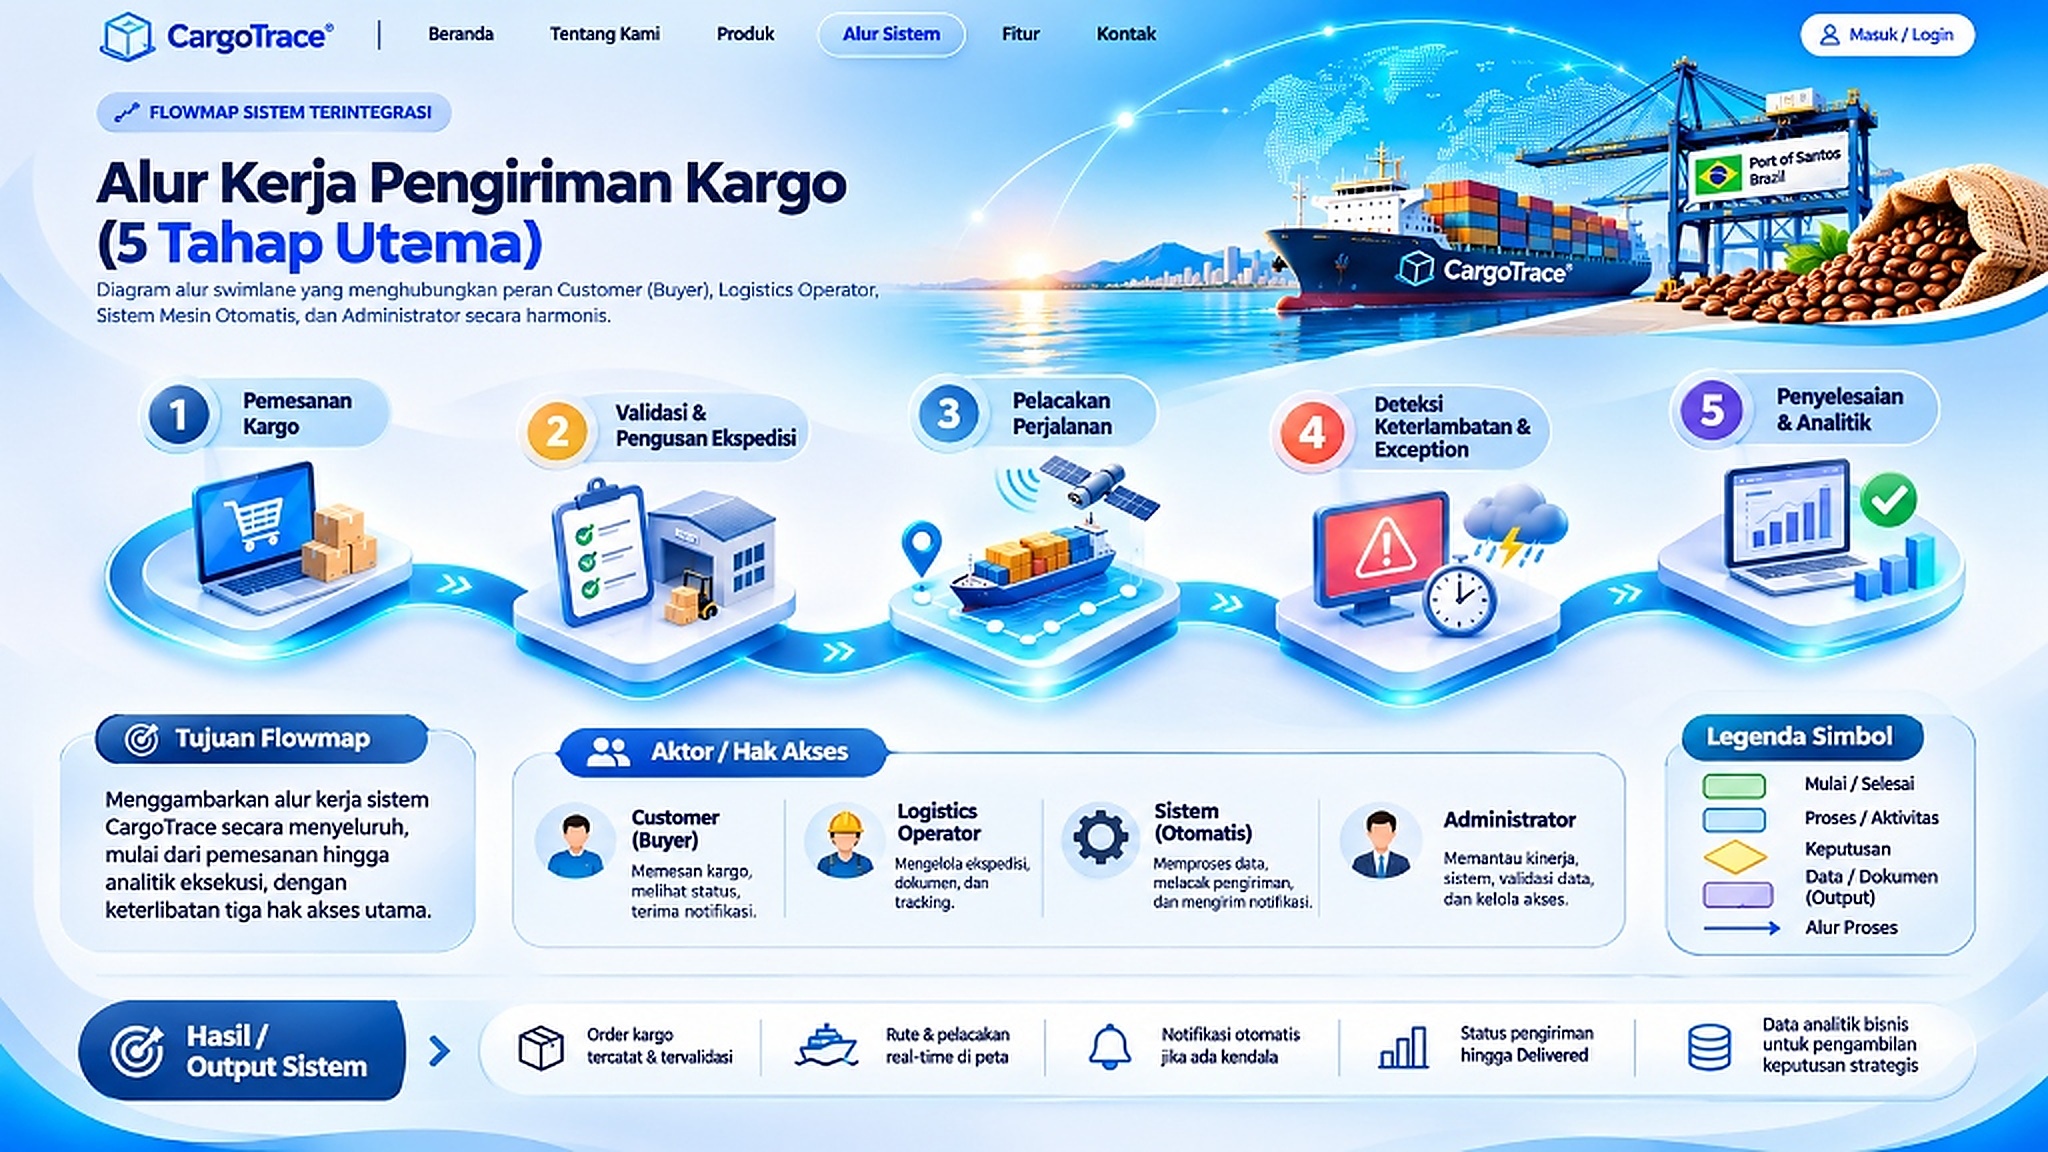 CargoTrace®
Beranda
Tentang Kami
Produk
Alur Sistem
Fitur
Kontak
Masuk / Login
FLOWMAP SISTEM TERINTEGRASI
Alur Kerja Pengiriman Kargo
(5 Tahap Utama)
Diagram alur swimlane yang menghubungkan peran Customer (Buyer), Logistics Operator,
Sistem Mesin Otomatis, dan Administrator secara harmonis.
Port of Santos
Brazil
CargoTrace®
1
Pemesanan
Kargo
2
Validasi &
Pengusan Ekspedisi
3
Pelacakan
Perjalanan
4
Deteksi
Keterlambatan &
Exception
5
Penyelesaian
& Analitik
Tujuan Flowmap
Menggambarkan alur kerja sistem
CargoTrace secara menyeluruh,
mulai dari pemesanan hingga
analitik eksekusi, dengan
keterlibatan tiga hak akses utama.
Aktor / Hak Akses
Customer
(Buyer)
Memesan kargo,
melihat status,
terima notifikasi.
Logistics
Operator
Mengelola ekspedisi,
dokumen, dan
tracking.
Sistem
(Otomatis)
Memproses data,
melacak pengiriman,
dan mengirim notifikasi.
Administrator
Memantau kinerja,
sistem, validasi data,
dan kelola akses.
Legenda Simbol
Mulai / Selesai
Proses / Aktivitas
Keputusan
Data / Dokumen
(Output)
Alur Proses
Hasil /
Output Sistem
Order kargo
tercatat & tervalidasi
Rute & pelacakan
real-time di peta
Notifikasi otomatis
jika ada kendala
Status pengiriman
hingga Delivered
Data analitik bisnis
untuk pengambilan
keputusan strategis